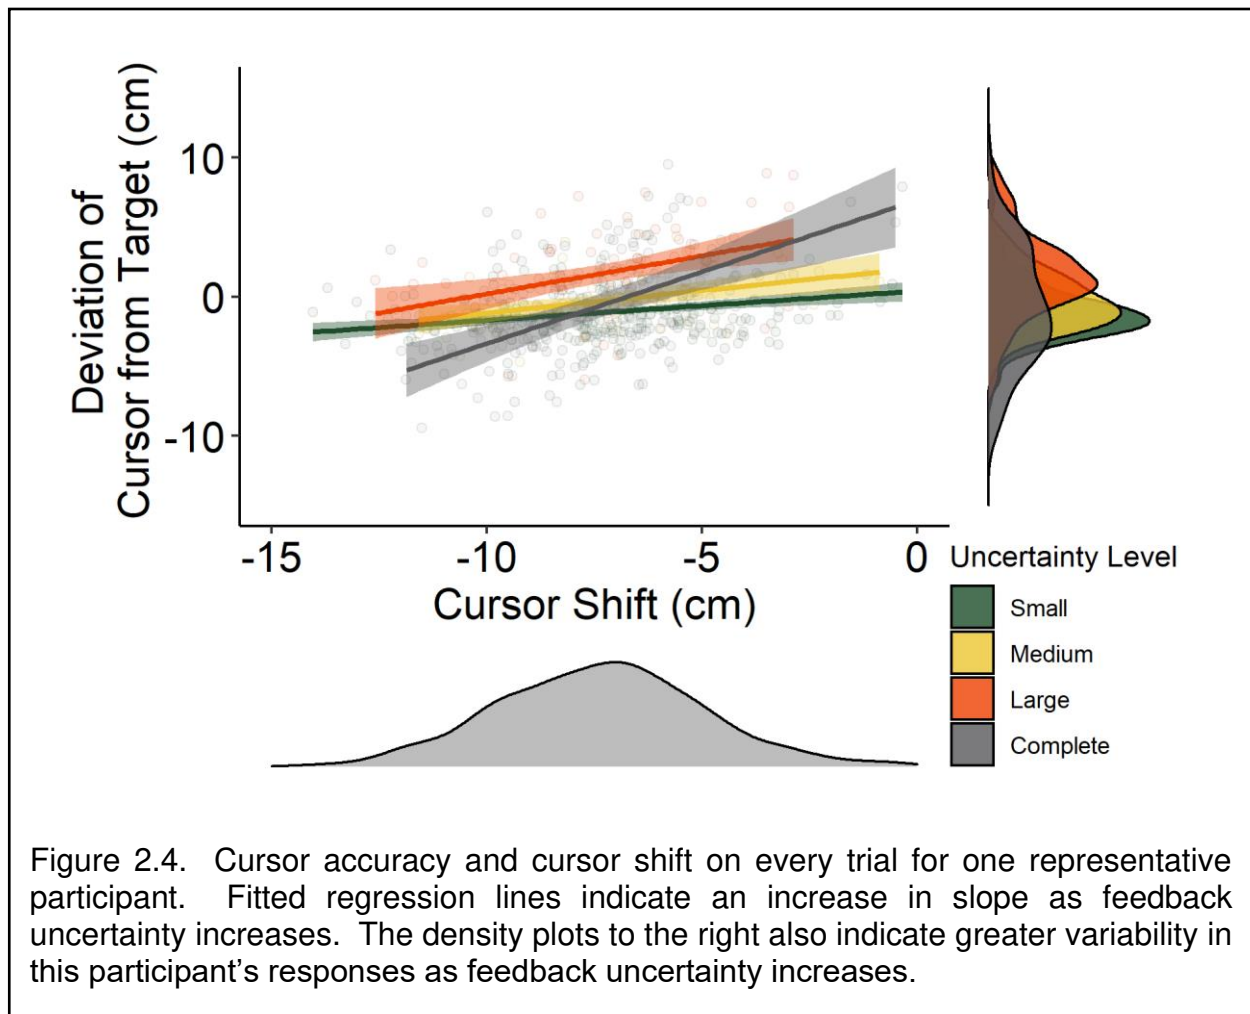 Deviation of
Cursor from Target (cm)
10
0
-10
-15
-10
-5
0
Cursor Shift (cm)
Uncertainty Level
Small
Medium
Large
Complete
Figure 2.4. Cursor accuracy and cursor shift on every trial for one representative
participant. Fitted regression lines indicate an increase in slope as feedback
uncertainty increases. The density plots to the right also indicate greater variability in
this participant’s responses as feedback uncertainty increases.